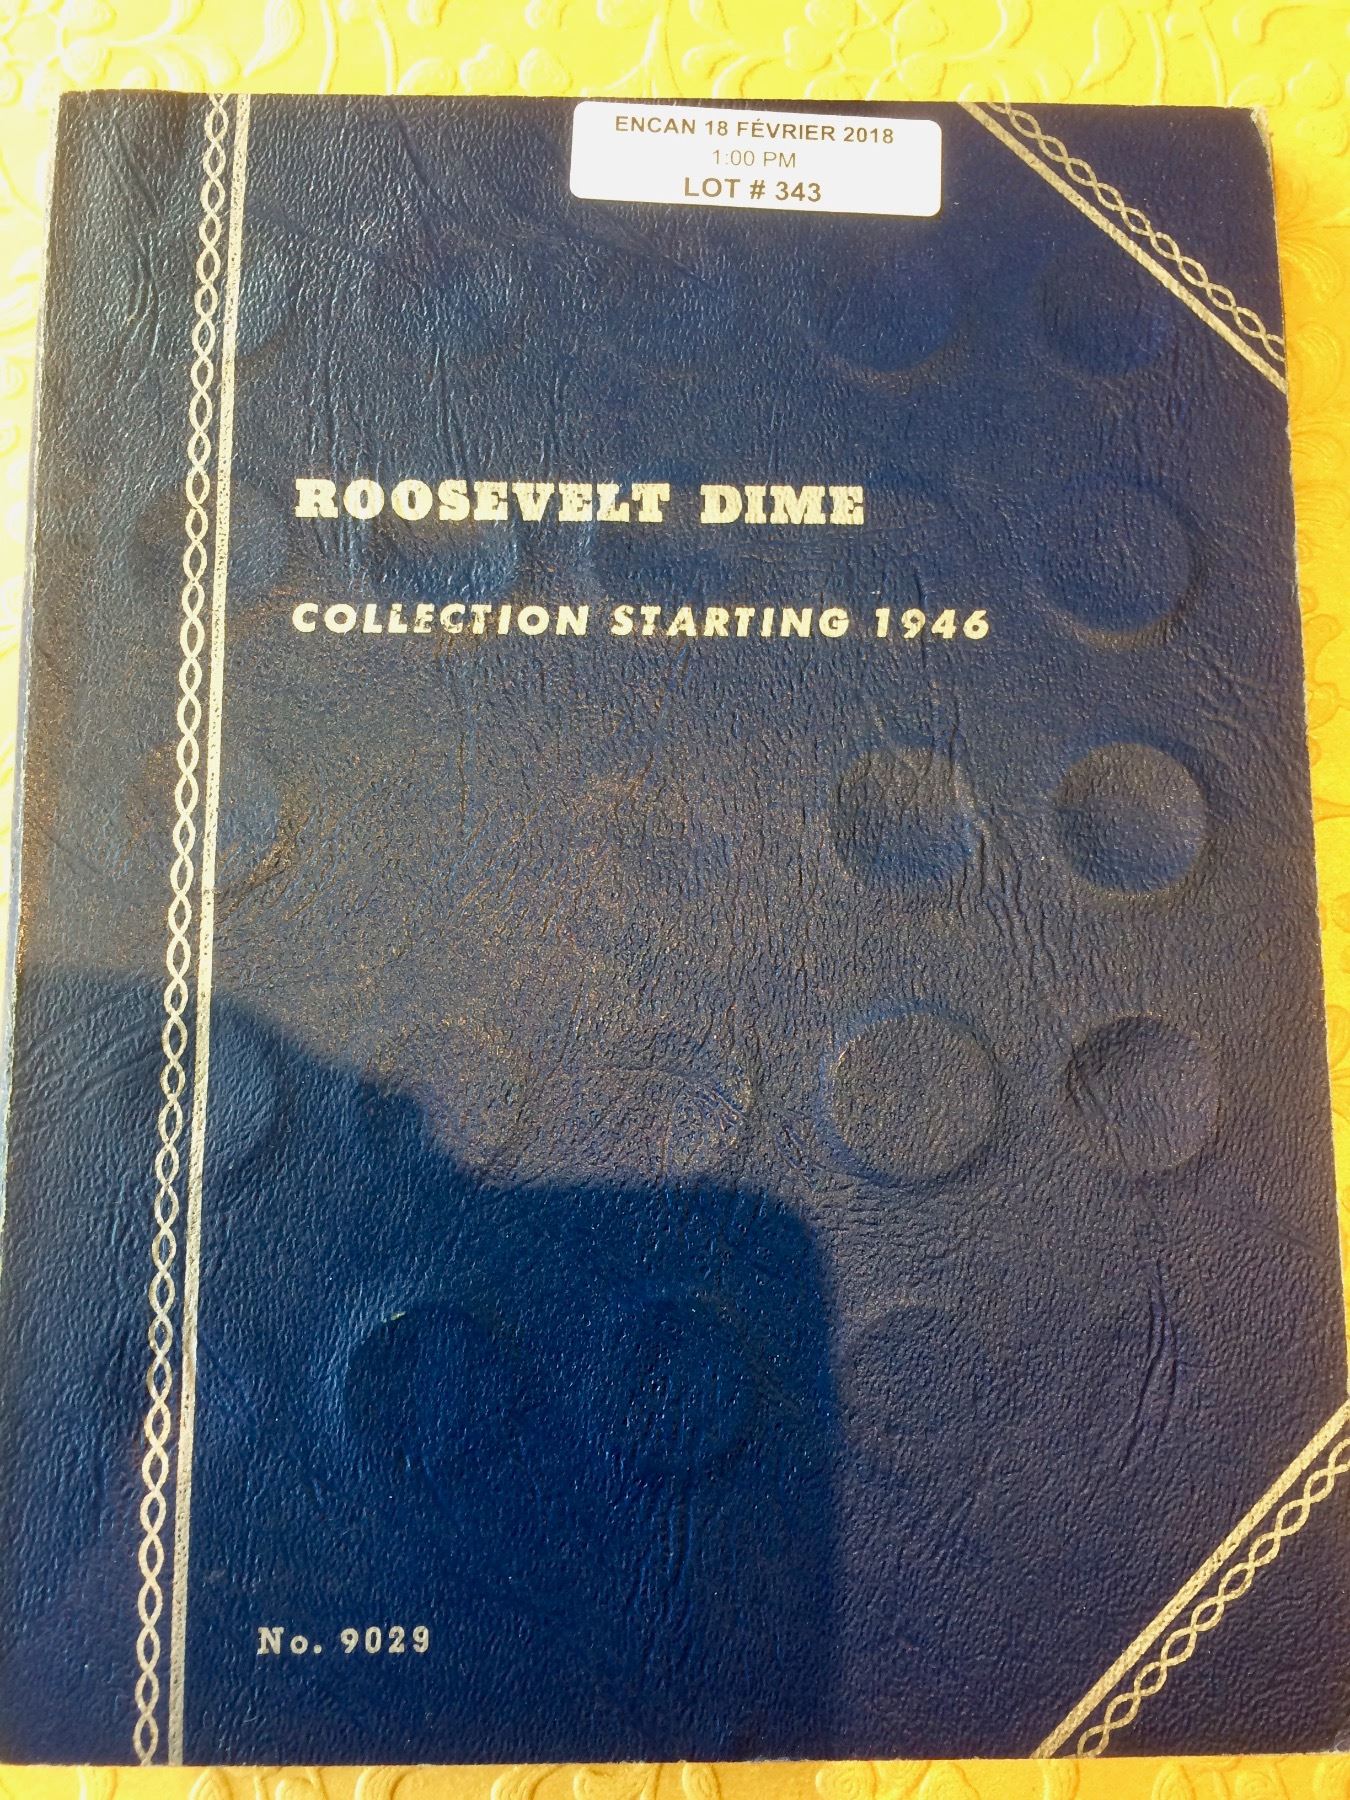 ENCAN 18 FÉVRIER 2018
1:00 PM
LOT # 343
ROOSEVELT DIME
COLLECTION STARTING 1946
No. 9029